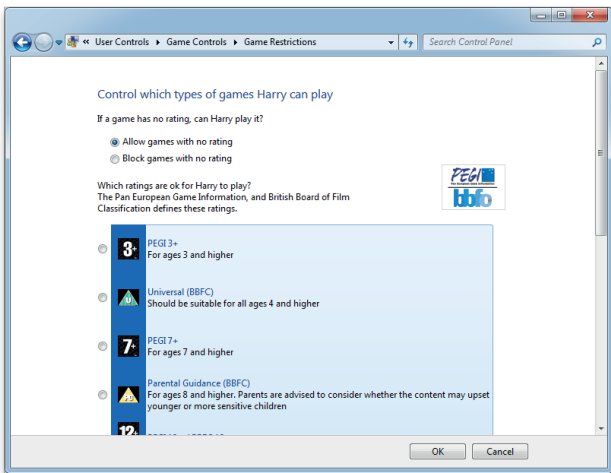 « User Controls ▸ Game Controls ▸ Game Restrictions
Search Control Panel
Control which types of games Harry can play
If a game has no rating, can Harry play it?
Allow games with no rating
Block games with no rating
Which ratings are ok for Harry to play?
The Pan European Game Information, and British Board of Film
Classification defines these ratings.
PEGI
Pan European Game Information
bbfc
3+
PEGI 3+
For ages 3 and higher
U
Universal (BBFC)
Should be suitable for all ages 4 and higher
7+
PEGI 7+
For ages 7 and higher
PG
Parental Guidance (BBFC)
For ages 8 and higher. Parents are advised to consider whether the content may upset
younger or more sensitive children
12+
OK
Cancel